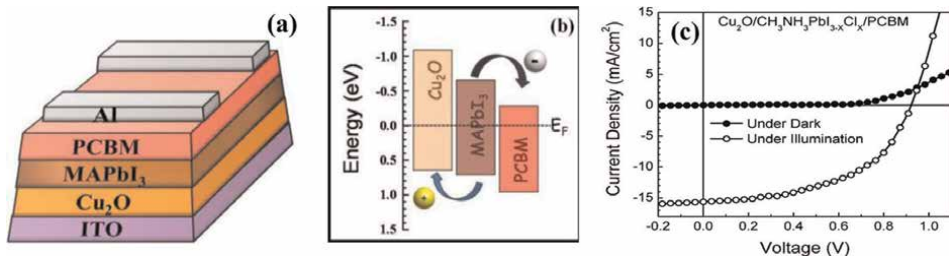 (a)
Al
PCBM
MAPbI₃
Cu₂O
ITO
(b)
Energy (eV)
1.5
1.0
0.5
0.0
0.5
1.0
1.5
Cu₂O
MAPbI₃
PCBM
E_F
-
+
(c)
Cu₂O/CH₃NH₃PbI₃₋ₓClₓ/PCBM
Current Density (mA/cm²)
15
10
5
0
-5
-10
-15
Under Dark
Under Illumination
-0.2 0.0 0.2 0.4 0.6 0.8 1.0
Voltage (V)